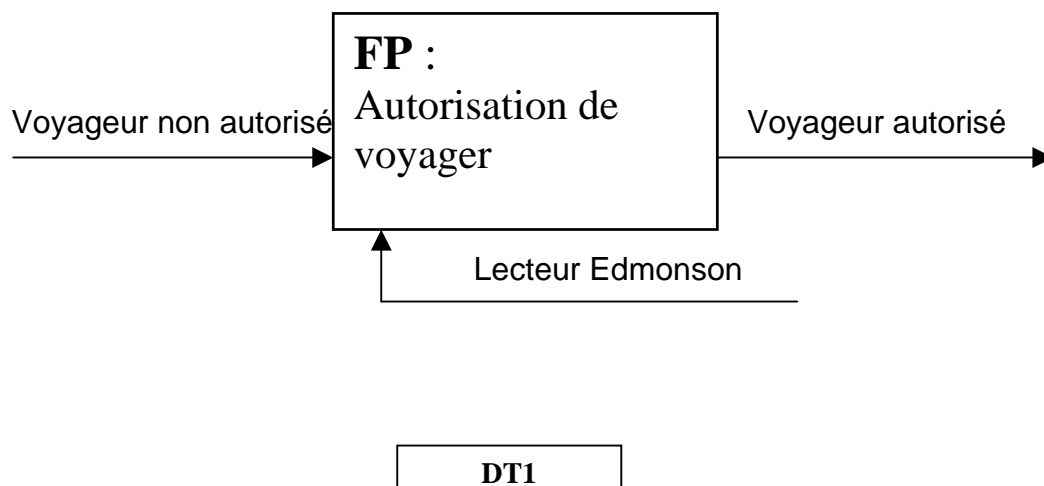 FP :
Autorisation de
voyager
Voyageur non autorisé
Voyageur autorisé
Lecteur Edmonson
DT1